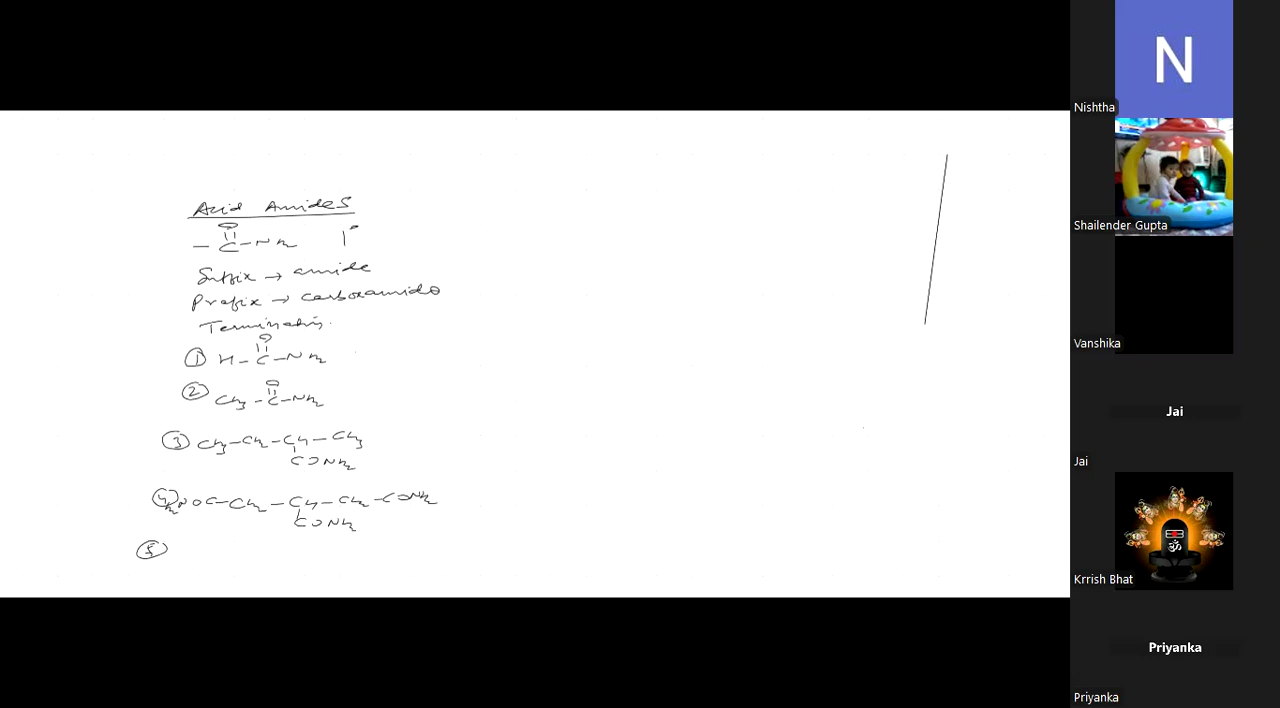 Acid Amides
O
||
— C — NH2 1°
Suffix → amide
Prefix → carboxamido
Terminatin.
O
||
① H — C — NH2
O
||
② CH3 — C — NH2
③ CH3 — CH2 — CH — CH3
|
CONH2
④ H2NOC — CH2 — CH — CH2 — CONH2
|
CONH2
⑤
N
Nishtha
Shailender Gupta
Vanshika
Jai
Jai
ॐ
Krrish Bhat
Priyanka
Priyanka